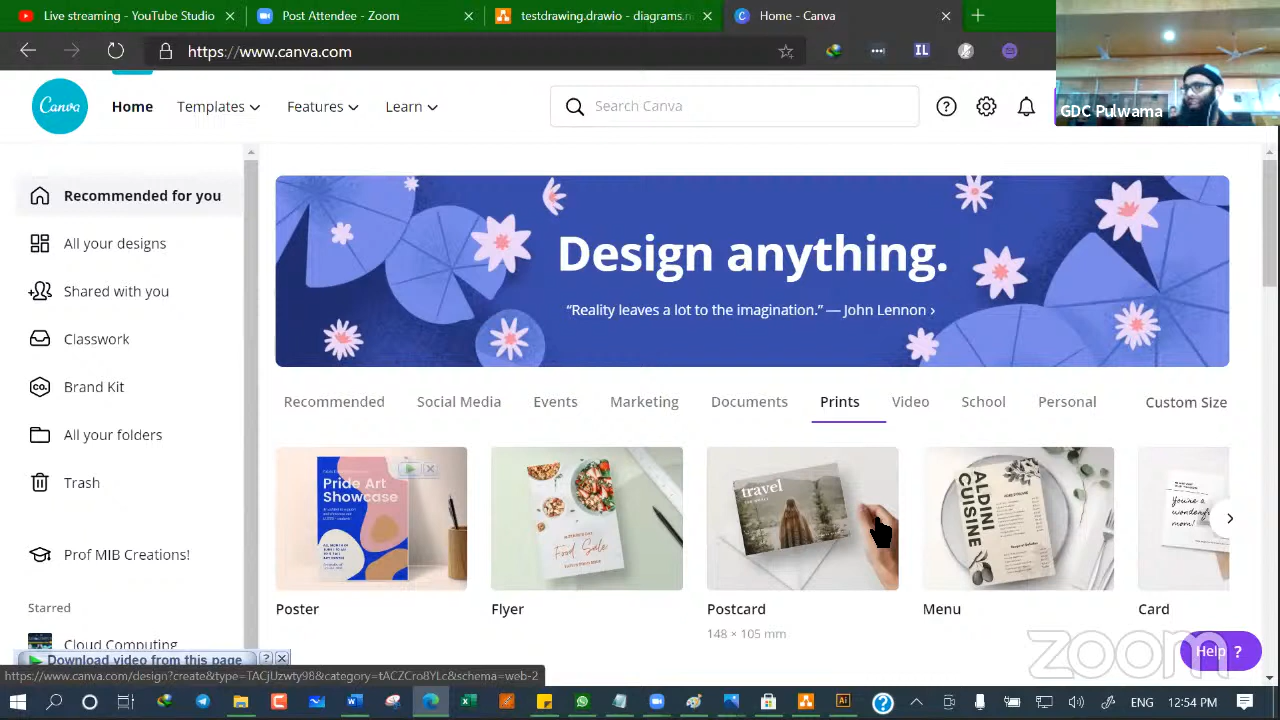 Live streaming - YouTube Studio
Post Attendee - Zoom
testdrawing.drawio - diagrams.n
Home - Canva
https://www.canva.com
IL
GDC Pulwama
Canva
Home
Templates
Features
Learn
Search Canva
Recommended for you
All your designs
Shared with you
Classwork
Brand Kit
All your folders
Trash
Prof MIB Creations!
Starred
Cloud Computing
Design anything.
“Reality leaves a lot to the imagination.” — John Lennon ›
Recommended
Social Media
Events
Marketing
Documents
Prints
Video
School
Personal
Custom Size
Pride Art
Showcase
Food Sale
travel
ALDINI
CUISINE
You're a
wonderful
mom!
Poster
Flyer
Postcard
Menu
Card
148 × 105 mm
zoom
Help ?
Download video from this page
https://www.canva.com/design?create&type=TACJUzwty98&category=tACZCro8YLc&schema=web-2
ENG
12:54 PM